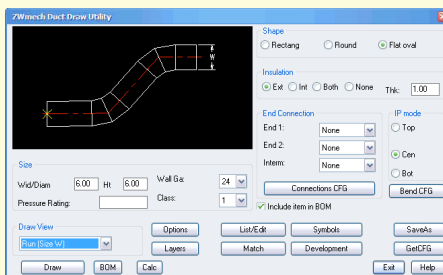 ZWmech Duct Draw Utility
W
Shape
Rectang Round Flat oval
Insulation
Ext Int Both None Thk: 1.00
End Connection
End 1: None
End 2: None
Interm: None
Connections CFG
IP mode
Top
Cen
Bot
Bend CFG
Include item in BOM
Size
Wid/Diam 6.00 Ht 6.00
Pressure Rating:
Wall Ga: 24
Class: 1
Draw View
Run (Size W)
Options List/Edit Symbols SaveAs
Layers Match Development GetCFG
Draw BOM Calc Exit Help